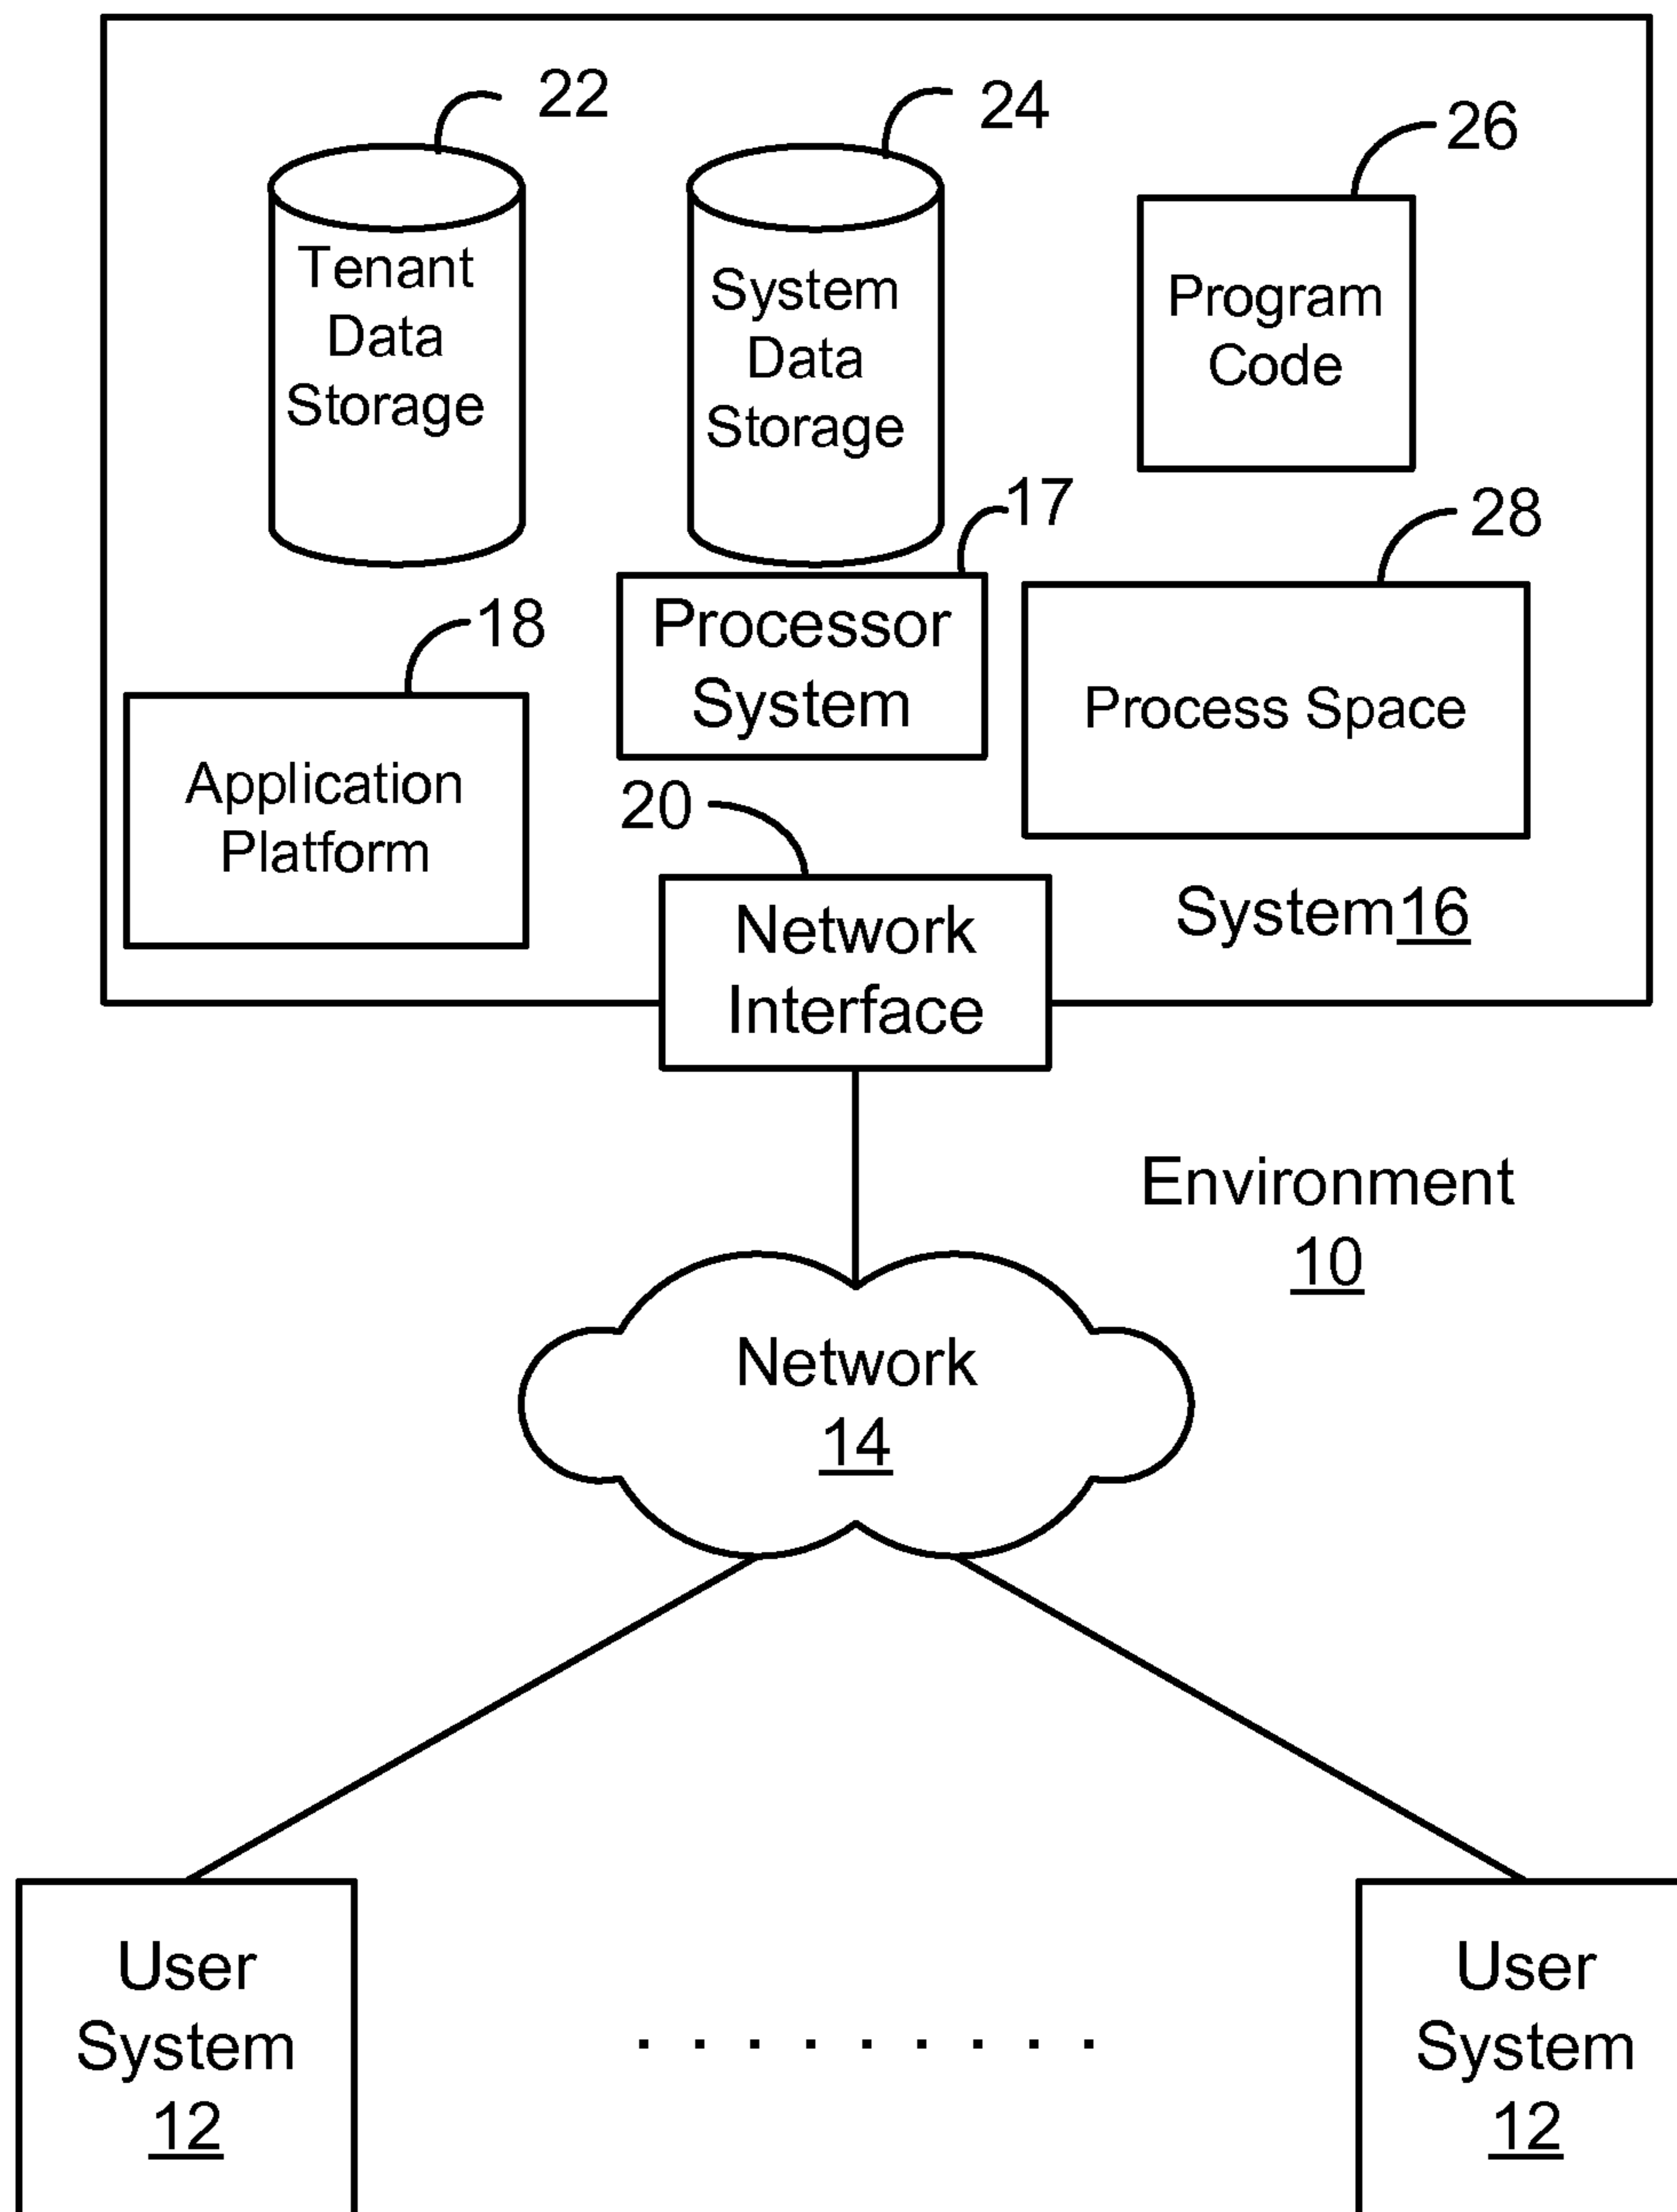 22
24
26
Tenant
Data
Storage
System
Data
Storage
Program
Code
17
28
18
Processor
System
Process Space
Application
Platform
20
Network
Interface
System16
Environment
10
Network
14
User
System
12
. . . . . . . . .
User
System
12